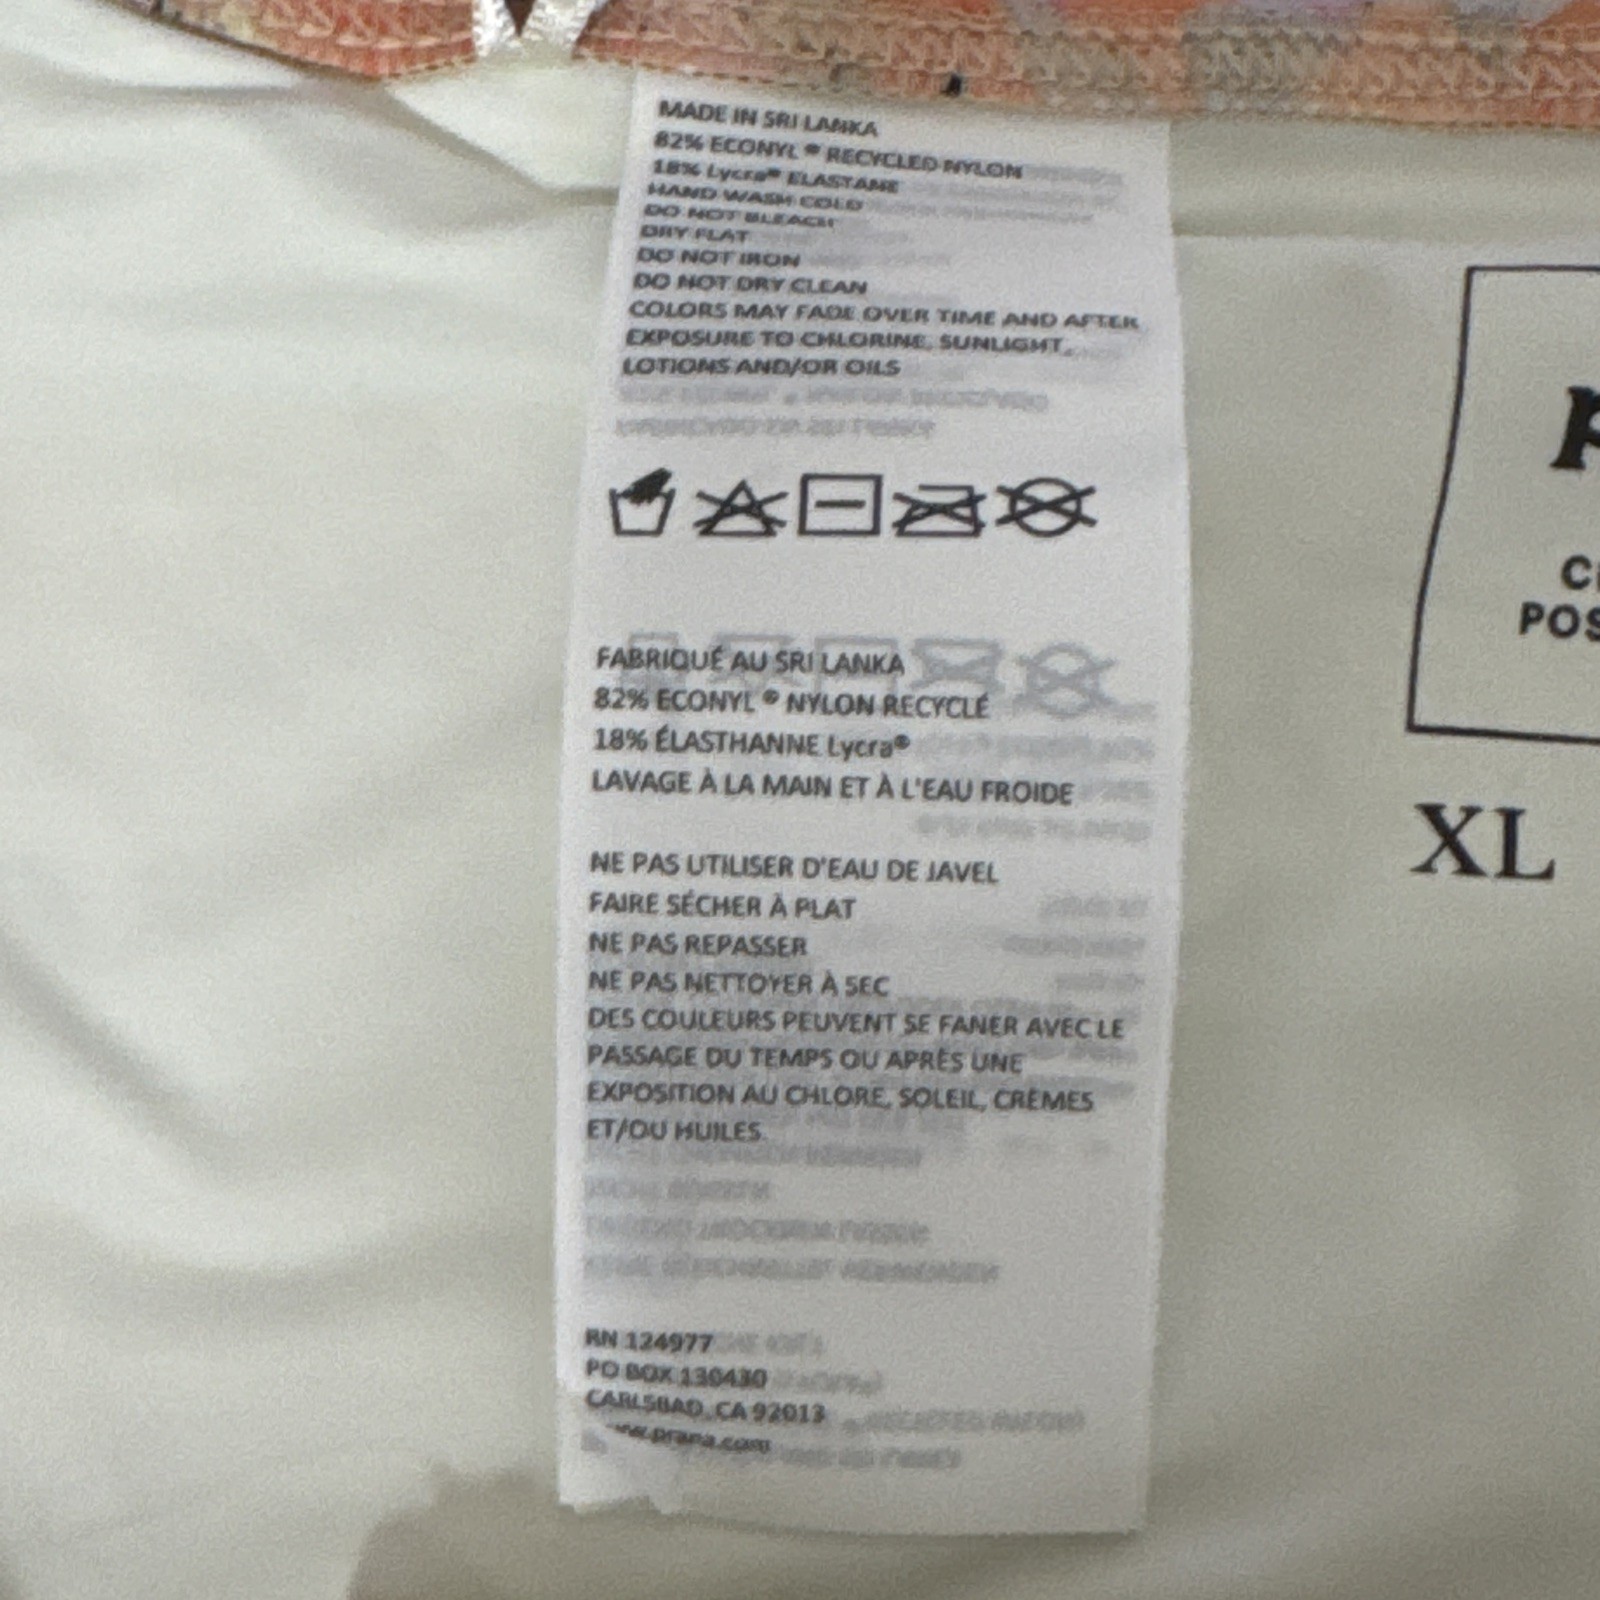 MADE IN SRI LANKA
82% ECONYL ® RECYCLED NYLON
18% Lycra® ELASTANE
HAND WASH COLD
DO NOT BLEACH
DRY FLAT
DO NOT IRON
DO NOT DRY CLEAN
COLORS MAY FADE OVER TIME AND AFTER
EXPOSURE TO CHLORINE, SUNLIGHT,
LOTIONS AND/OR OILS
FABRIQUÉ AU SRI LANKA
82% ECONYL ® NYLON RECYCLÉ
18% ÉLASTHANNE Lycra®
LAVAGE À LA MAIN ET À L'EAU FROIDE
NE PAS UTILISER D'EAU DE JAVEL
FAIRE SÉCHER À PLAT
NE PAS REPASSER
NE PAS NETTOYER À SEC
DES COULEURS PEUVENT SE FANER AVEC LE
PASSAGE DU TEMPS OU APRÈS UNE
EXPOSITION AU CHLORE, SOLEIL, CRÈMES
ET/OU HUILES.
RN 124977
PO BOX 130430
CARLSBAD, CA 92013
www.prana.com
XL